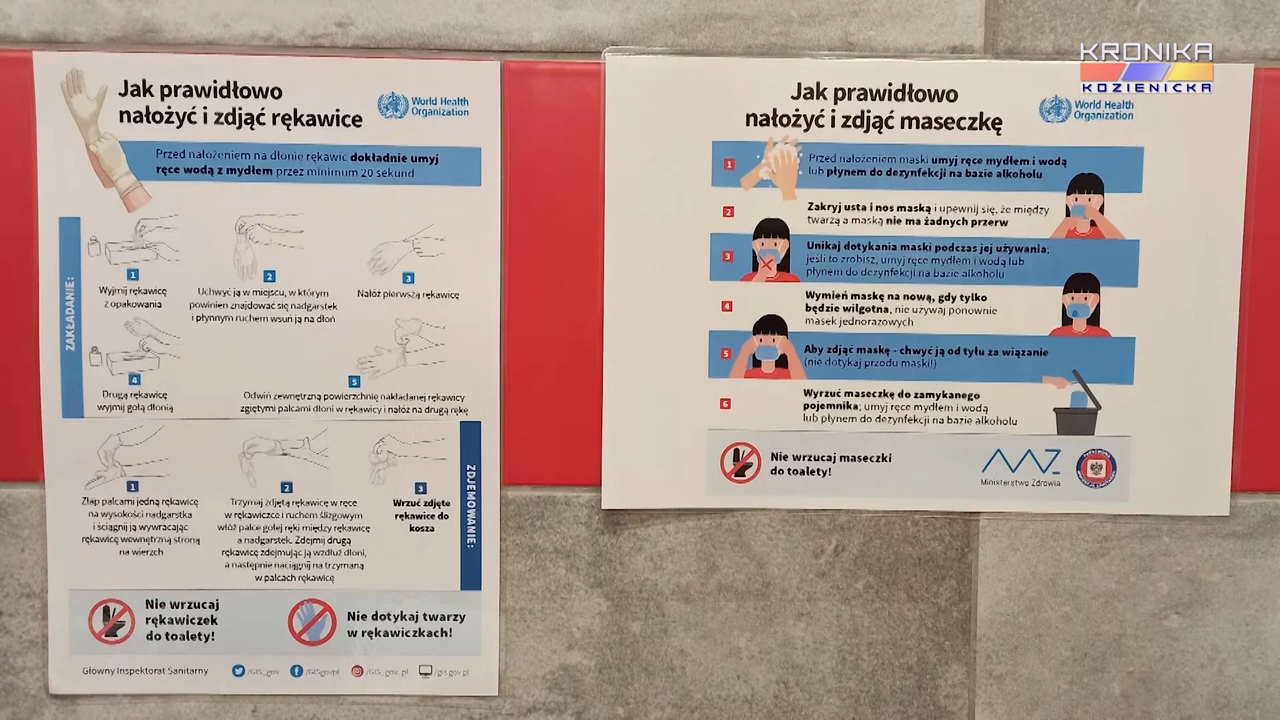 Jak prawidłowo
nałożyć i zdjąć rękawice
World Health
Organization
Przed nałożeniem na dłonie rękawic dokładnie umyj
ręce wodą z mydłem przez minimum 20 sekund
ZAKŁADANIE:
1
Wyjmij rękawicę
z opakowania
2
Uchwyć ją w miejscu, w którym
powinien znajdować się nadgarstek
i płynnym ruchem wsuń ją na dłoń
3
Nałóż pierwszą rękawicę
4
Drugą rękawicę
wyjmij gołą dłonią
5
Odwiń zewnętrzną powierzchnię nakładanej rękawicy
zgiętymi palcami dłoni w rękawicy i nałóż na drugą rękę
ZDJEMOWANIE:
1
Złap palcami jedną rękawicę
na wysokości nadgarstka
i ściągnij ją wywracając
rękawicę wewnętrzną stroną
na wierzch
2
Trzymaj zdjętą rękawicę w ręce
w rękawiczce i ruchem ślizgowym
włóż palce gołej ręki między rękawicę
a nadgarstek. Zdejmij drugą
rękawicę zdejmując ją wzdłuż dłoni,
a następnie naciągnij na trzymaną
w palcach rękawicę
3
Wrzuć zdjęte
rękawice do
kosza
Nie wrzucaj
rękawiczek
do toalety!
Nie dotykaj twarzy
w rękawiczkach!
Główny Inspektorat Sanitarny
/GIS_gov
/GISgovpl
/GIS_gov_pl
/gis.gov.pl
Jak prawidłowo
nałożyć i zdjąć maseczkę
World Health
Organization
1
Przed nałożeniem maski umyj ręce mydłem i wodą
lub płynem do dezynfekcji na bazie alkoholu
2
Zakryj usta i nos maską i upewnij się, że między
twarzą a maską nie ma żadnych przerw
3
Unikaj dotykania maski podczas jej używania;
jeśli to zrobisz, umyj ręce mydłem i wodą lub
płynem do dezynfekcji na bazie alkoholu
4
Wymień maskę na nową, gdy tylko
będzie wilgotna, nie używaj ponownie
masek jednorazowych
5
Aby zdjąć maskę - chwyć ją od tyłu za wiązanie
(nie dotykaj przodu maski!)
6
Wyrzuć maseczkę do zamykanego
pojemnika; umyj ręce mydłem i wodą
lub płynem do dezynfekcji na bazie alkoholu
Nie wrzucaj maseczki
do toalety!
Ministerstwo Zdrowia
KRONIKA
KOZIENICKA